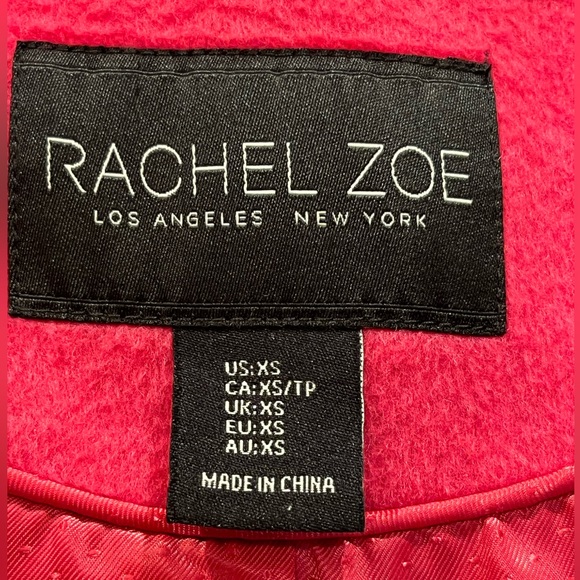 RACHEL ZOE
LOS ANGELES NEW YORK
US:XS
CA:XS/TP
UK:XS
EU:XS
AU:XS
MADE IN CHINA